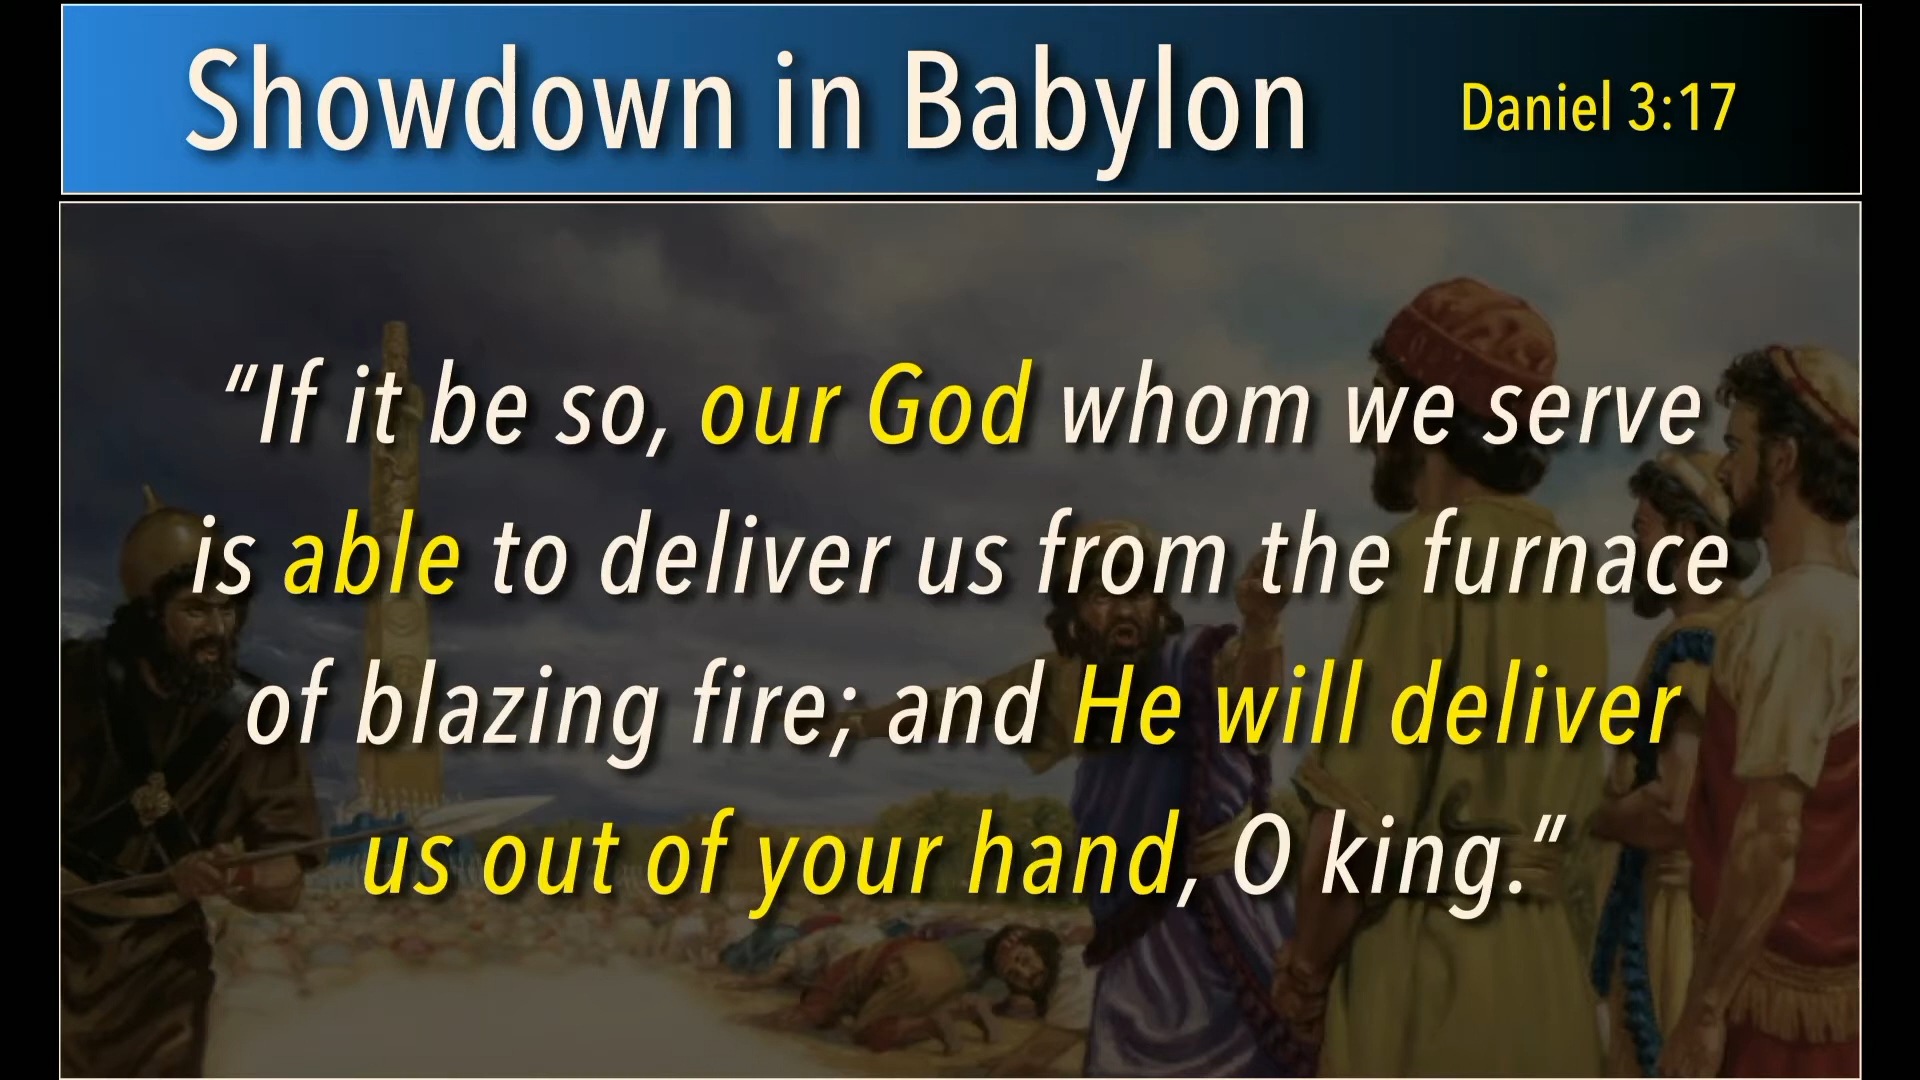 Showdown in Babylon
Daniel 3:17
“If it be so, our God whom we serve
is able to deliver us from the furnace
of blazing fire; and He will deliver
us out of your hand, O king.”